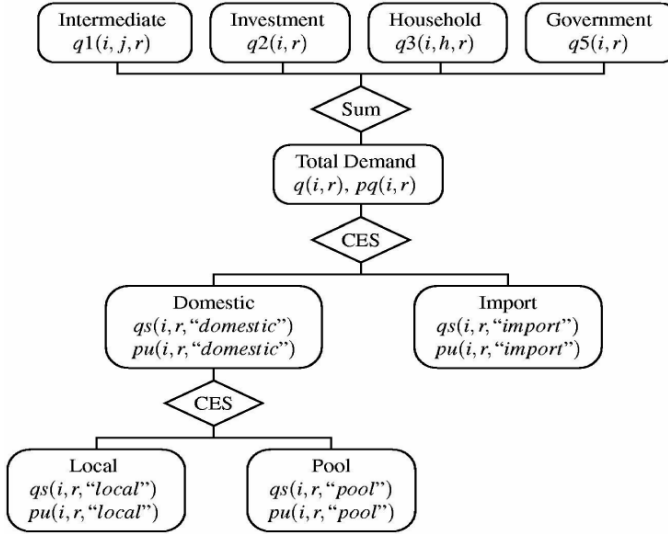 Intermediate
q1(i, j, r)
Investment
q2(i, r)
Household
q3(i, h, r)
Government
q5(i, r)
Sum
Total Demand
q(i, r), pq(i, r)
CES
Domestic
qs(i, r, “domestic”)
pu(i, r, “domestic”)
Import
qs(i, r, “import”)
pu(i, r, “import”)
CES
Local
qs(i, r, “local”)
pu(i, r, “local”)
Pool
qs(i, r, “pool”)
pu(i, r, “pool”)